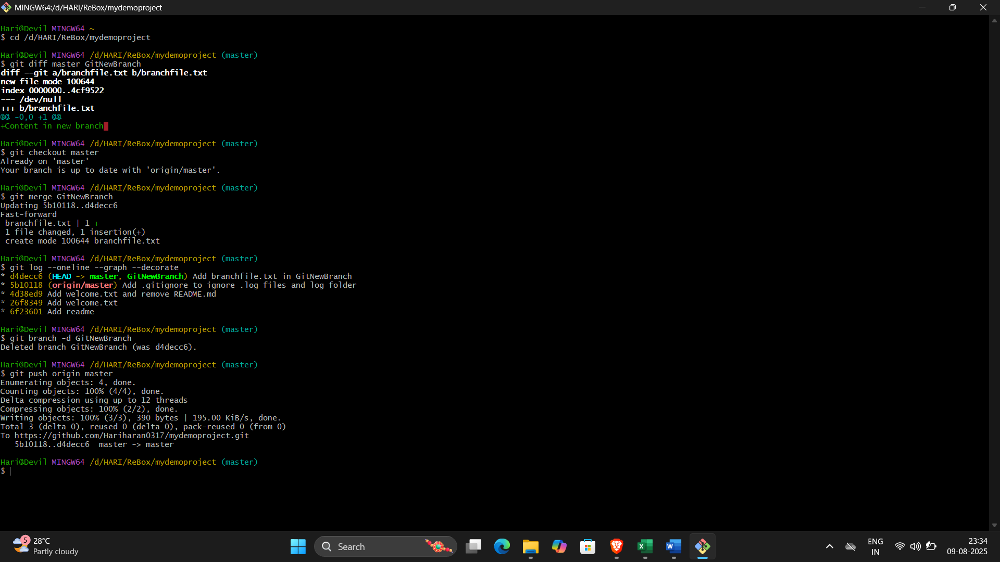 MINGW64:/d/HARI/ReBox/mydemoproject
Hari@Devil MINGW64 ~
$ cd /d/HARI/ReBox/mydemoproject
Hari@Devil MINGW64 /d/HARI/ReBox/mydemoproject (master)
$ git diff master GitNewBranch
diff --git a/branchfile.txt b/branchfile.txt
new file mode 100644
index 0000000..4cf9522
--- /dev/null
+++ b/branchfile.txt
@@ -0,0 +1 @@
+Content in new branch
Hari@Devil MINGW64 /d/HARI/ReBox/mydemoproject (master)
$ git checkout master
Already on 'master'
Your branch is up to date with 'origin/master'.
Hari@Devil MINGW64 /d/HARI/ReBox/mydemoproject (master)
$ git merge GitNewBranch
Updating 5b10118..d4decc6
Fast-forward
 branchfile.txt | 1 +
 1 file changed, 1 insertion(+)
 create mode 100644 branchfile.txt
Hari@Devil MINGW64 /d/HARI/ReBox/mydemoproject (master)
$ git log --oneline --graph --decorate
* d4decc6 (HEAD -> master, GitNewBranch) Add branchfile.txt in GitNewBranch
* 5b10118 (origin/master) Add .gitignore to ignore .log files and log folder
* 4d38ed9 Add welcome.txt and remove README.md
* 26f8349 Add welcome.txt
* 6f23601 Add readme
Hari@Devil MINGW64 /d/HARI/ReBox/mydemoproject (master)
$ git branch -d GitNewBranch
Deleted branch GitNewBranch (was d4decc6).
Hari@Devil MINGW64 /d/HARI/ReBox/mydemoproject (master)
$ git push origin master
Enumerating objects: 4, done.
Counting objects: 100% (4/4), done.
Delta compression using up to 12 threads
Compressing objects: 100% (2/2), done.
Writing objects: 100% (3/3), 390 bytes | 195.00 KiB/s, done.
Total 3 (delta 0), reused 0 (delta 0), pack-reused 0 (from 0)
To https://github.com/Hariharan0317/mydemoproject.git
   5b10118..d4decc6  master -> master
Hari@Devil MINGW64 /d/HARI/ReBox/mydemoproject (master)
$
5
28°C
Partly cloudy
Search
X
W
ENG
IN
23:34
09-08-2025